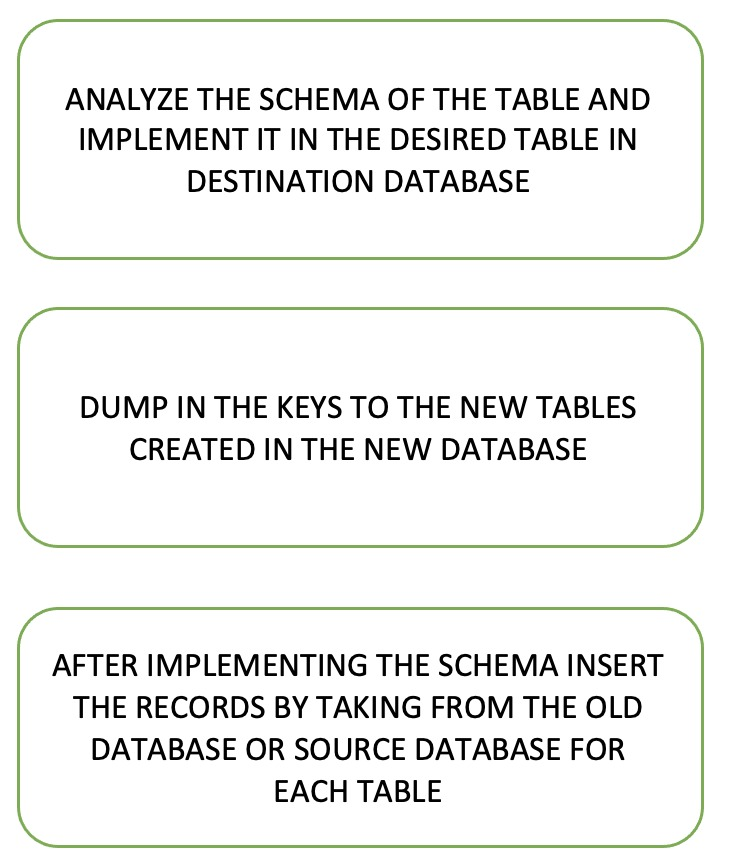 ANALYZE THE SCHEMA OF THE TABLE AND
IMPLEMENT IT IN THE DESIRED TABLE IN
DESTINATION DATABASE
DUMP IN THE KEYS TO THE NEW TABLES
CREATED IN THE NEW DATABASE
AFTER IMPLEMENTING THE SCHEMA INSERT
THE RECORDS BY TAKING FROM THE OLD
DATABASE OR SOURCE DATABASE FOR
EACH TABLE